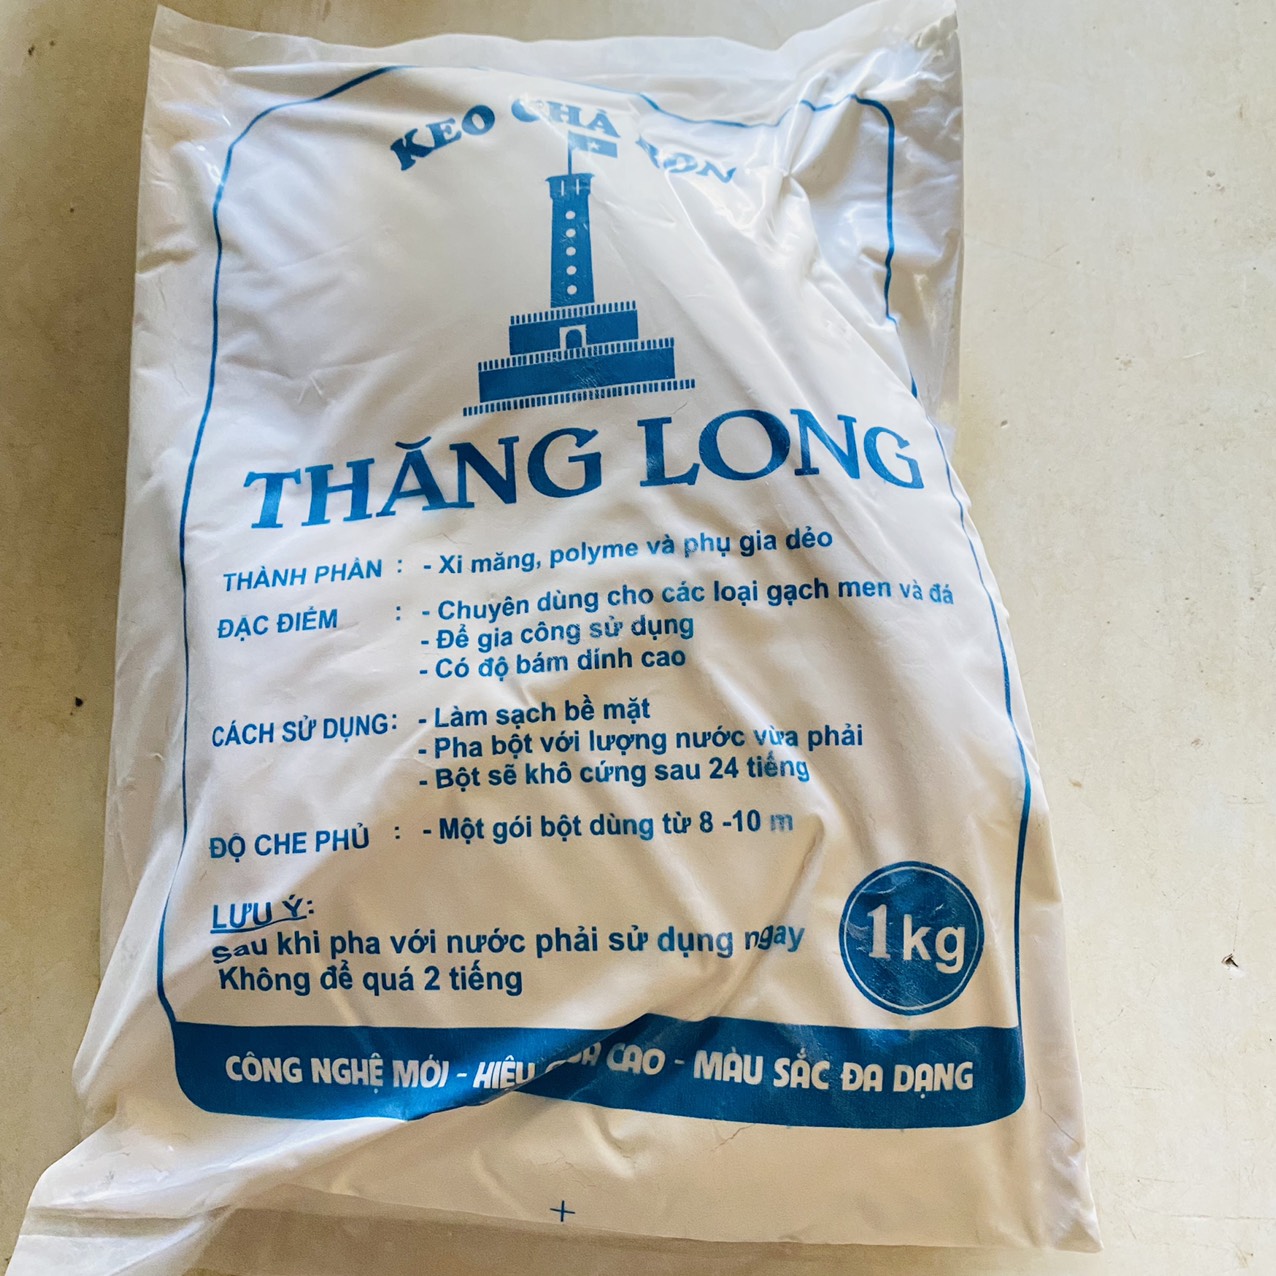 KEO CHÀ RON
THĂNG LONG
THÀNH PHẦN : - Xi măng, polyme và phụ gia dẻo
ĐẶC ĐIỂM : - Chuyên dùng cho các loại gạch men và đá
- Để gia công sử dụng
- Có độ bám dính cao
CÁCH SỬ DỤNG: - Làm sạch bề mặt
- Pha bột với lượng nước vừa phải
- Bột sẽ khô cứng sau 24 tiếng
ĐỘ CHE PHỦ : - Một gói bột dùng từ 8 -10 m
LƯU Ý:
Sau khi pha với nước phải sử dụng ngay
Không để quá 2 tiếng
1kg
CÔNG NGHỆ MỚI - HIỆU CAO - MÀU SẮC ĐA DẠNG